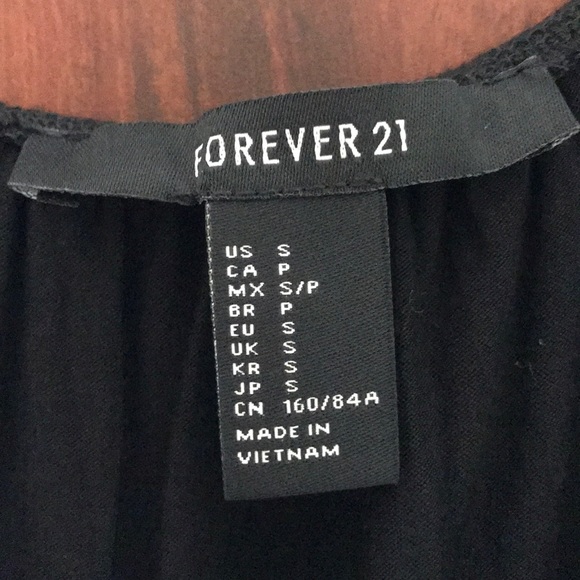 FOREVER 21
US S
CA P
MX S/P
BR P
EU S
UK S
KR S
JP S
CN 160/84A
MADE IN
VIETNAM